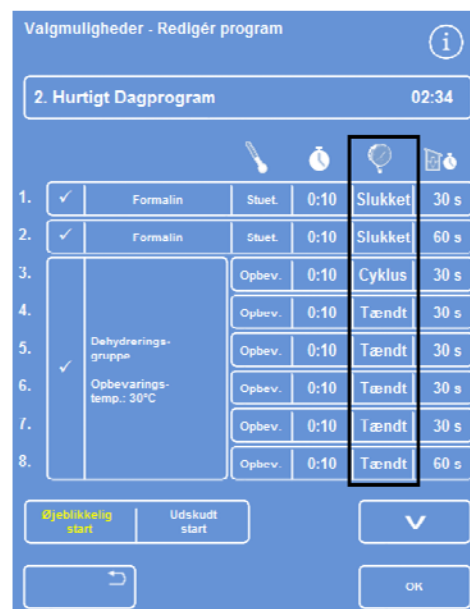 Valgmuligheder - Redigér program
i
2. Hurtigt Dagprogram 02:34
1. ✓ Formalin Stuet. 0:10 Slukket 30 s
2. ✓ Formalin Stuet. 0:10 Slukket 60 s
3. Opbev. 0:10 Cyklus 30 s
4. Opbev. 0:10 Tændt 30 s
5. Opbev. 0:10 Tændt 30 s
6. Opbev. 0:10 Tændt 30 s
7. Opbev. 0:10 Tændt 30 s
8. Opbev. 0:10 Tændt 60 s
✓ Dehydrerings-
gruppe
Opbevarings-
temp.: 30°C
Øjeblikkelig
start
Udskudt
start
OK